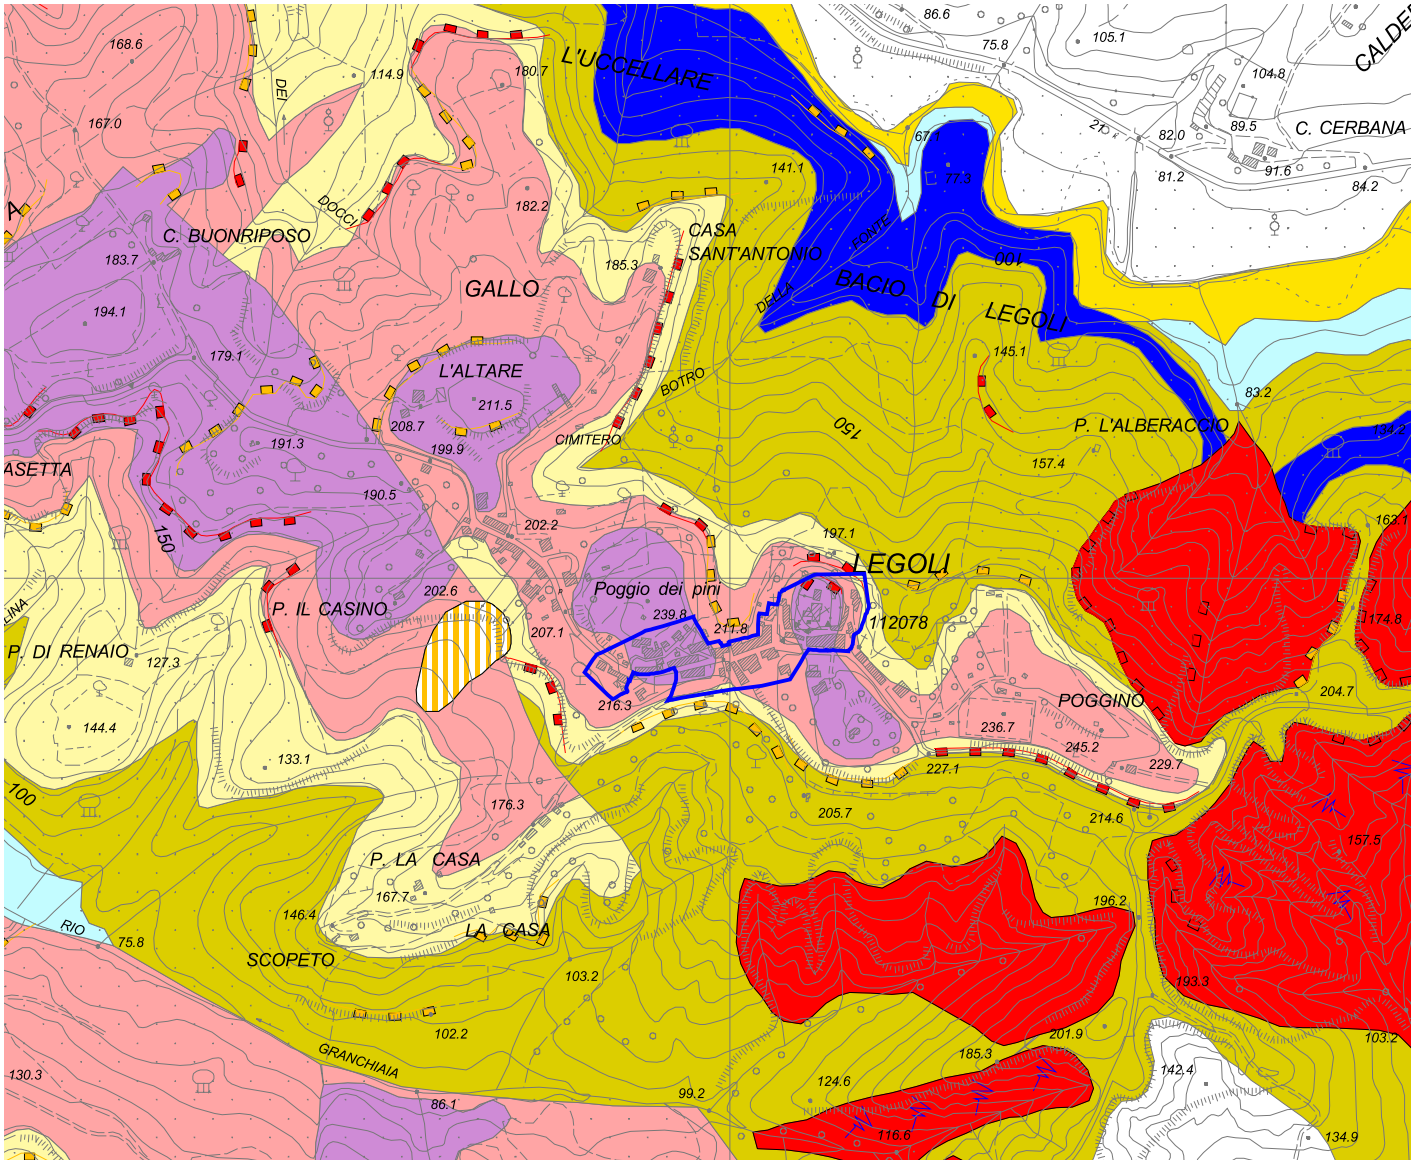 86.6
105.1
CALDE
168.6
L'UCCELLARE
180.7
75.8
104.8
114.9
DEI
167.0
89.5
C. CERBANA
21
82.0
67.
141.1
91.6
81.2
84.2
77.3
182.2
DOCCI
A
C. BUONRIPOSO
CASA
SANT'ANTONIO
FONTE
183.7
185.3
100
GALLO
DELLA
BACIO DI LEGOLI
194.1
179.1
145.1
L'ALTARE
BOTRO
83.2
211.5
208.7
150
P. L'ALBERACCIO
134.2
CIMITERO
191.3
199.9
ASETTA
157.4
190.5
202.2
163.1
150
197.1
LEGOLI
P. IL CASINO
202.6
Poggio dei pini
239.8
LINA
211.8
112078
174.8
207.1
P. DI RENAIO
127.3
204.7
216.3
POGGINO
144.4
236.7
245.2
133.1
227.1
229.7
100
176.3
205.7
214.6
157.5
P. LA CASA
167.7
196.2
146.4
LA CASA
RIO
75.8
SCOPETO
103.2
193.3
102.2
201.9
103.2
GRANCHIAIA
185.3
130.3
142.4
124.6
99.2
86.1
116.6
134.9